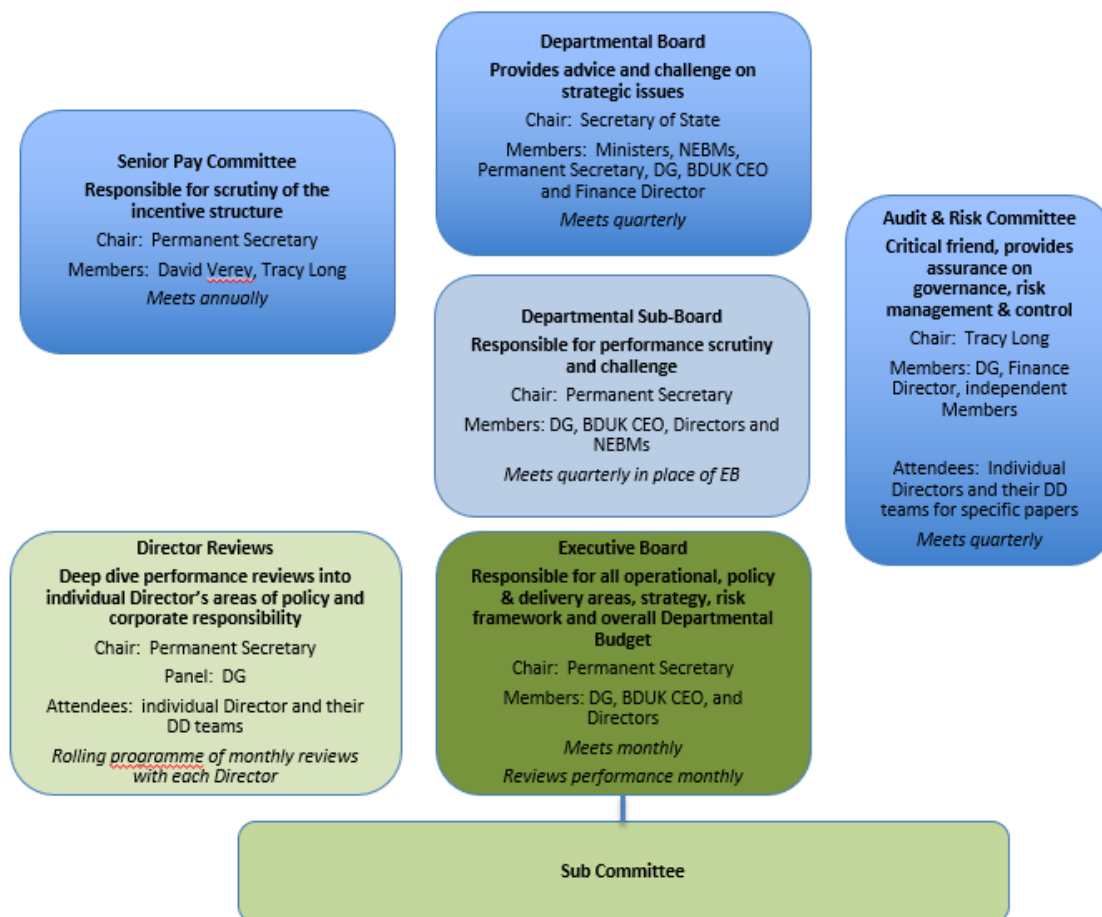 Departmental Board
Provides advice and challenge on
strategic issues
Chair: Secretary of State
Members: Ministers, NEBMs,
Permanent Secretary, DG, BDUK CEO
and Finance Director
Meets quarterly
Senior Pay Committee
Responsible for scrutiny of the
incentive structure
Chair: Permanent Secretary
Members: David Verey, Tracy Long
Meets annually
Audit & Risk Committee
Critical friend, provides
assurance on
governance, risk
management & control
Chair: Tracy Long
Members: DG, Finance
Director, independent
Members
Attendees: Individual
Directors and their DD
teams for specific papers
Meets quarterly
Departmental Sub-Board
Responsible for performance scrutiny
and challenge
Chair: Permanent Secretary
Members: DG, BDUK CEO, Directors and
NEBMs
Meets quarterly in place of EB
Director Reviews
Deep dive performance reviews into
individual Director's areas of policy and
corporate responsibility
Chair: Permanent Secretary
Panel: DG
Attendees: individual Director and their
DD teams
Rolling programme of monthly reviews
with each Director
Executive Board
Responsible for all operational, policy
& delivery areas, strategy, risk
framework and overall Departmental
Budget
Chair: Permanent Secretary
Members: DG, BDUK CEO, and
Directors
Meets monthly
Reviews performance monthly
Sub Committee